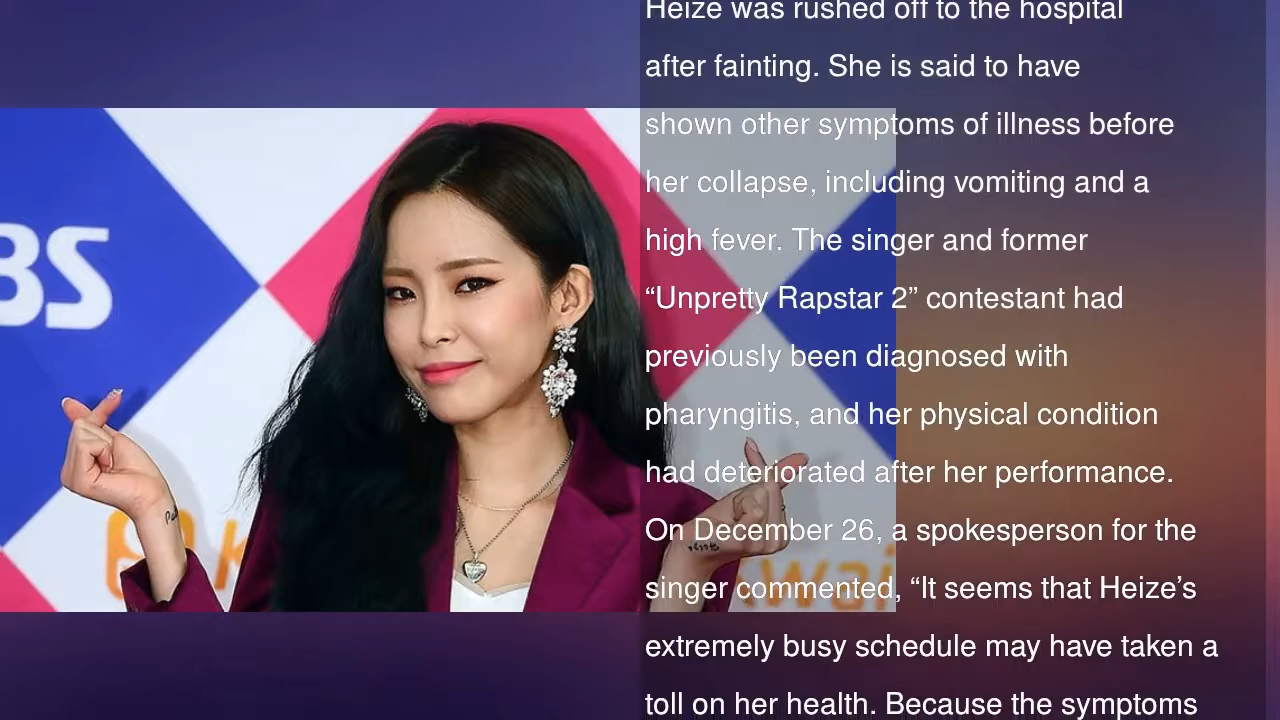 Heize was rushed off to the hospital
after fainting. She is said to have
shown other symptoms of illness before
her collapse, including vomiting and a
high fever. The singer and former
“Unpretty Rapstar 2” contestant had
previously been diagnosed with
pharyngitis, and her physical condition
had deteriorated after her performance.
On December 26, a spokesperson for the
singer commented, “It seems that Heize’s
extremely busy schedule may have taken a
toll on her health. Because the symptoms
BS